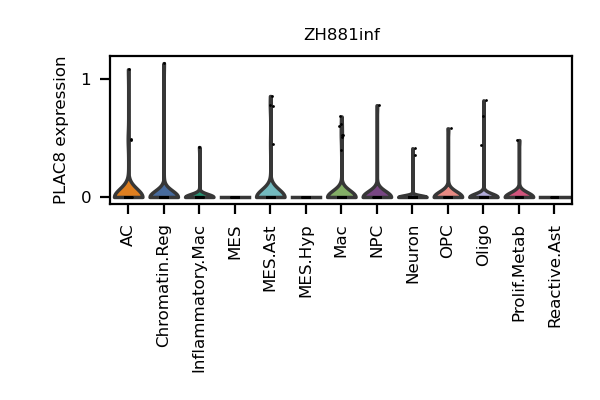 ZH881inf
PLAC8 expression
1
0
AC
Chromatin.Reg
Inflammatory.Mac
MES
MES.Ast
MES.Hyp
Mac
NPC
Neuron
OPC
Oligo
Prolif.Metab
Reactive.Ast